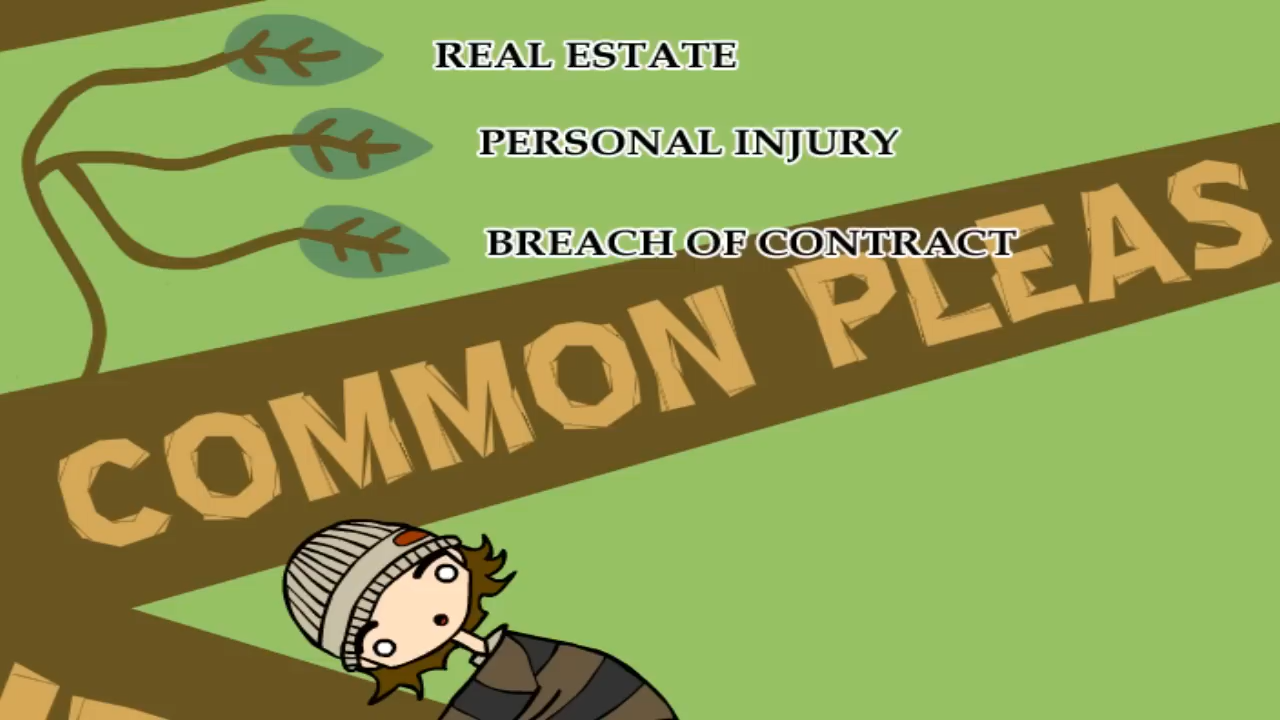 REAL ESTATE
PERSONAL INJURY
BREACH OF CONTRACT
COMMON PLEAS